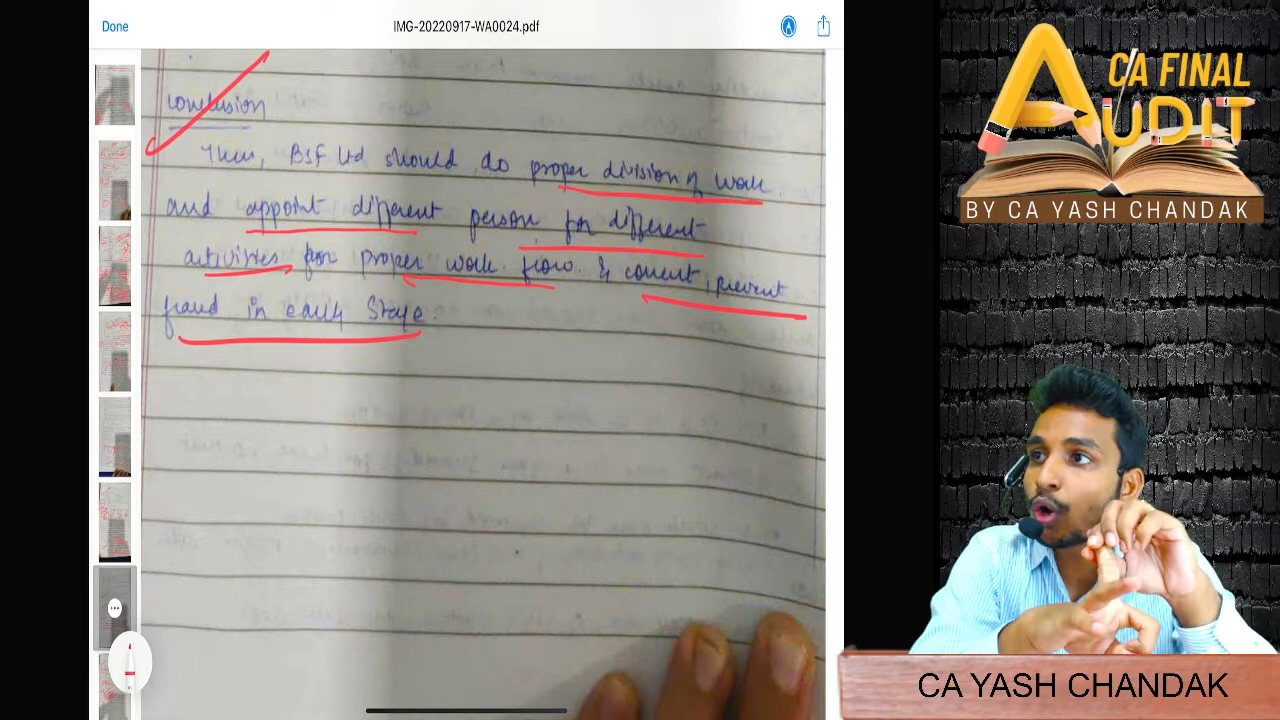 Done
IMG-20220917-WA0024.pdf
Conclusion
Thus, BSF Ltd should do proper division of work
and appoint different person for different
activities for proper work flow & correct, prevent
fraud in each stage.
CA FINAL
AUDIT
BY CA YASH CHANDAK
CA YASH CHANDAK